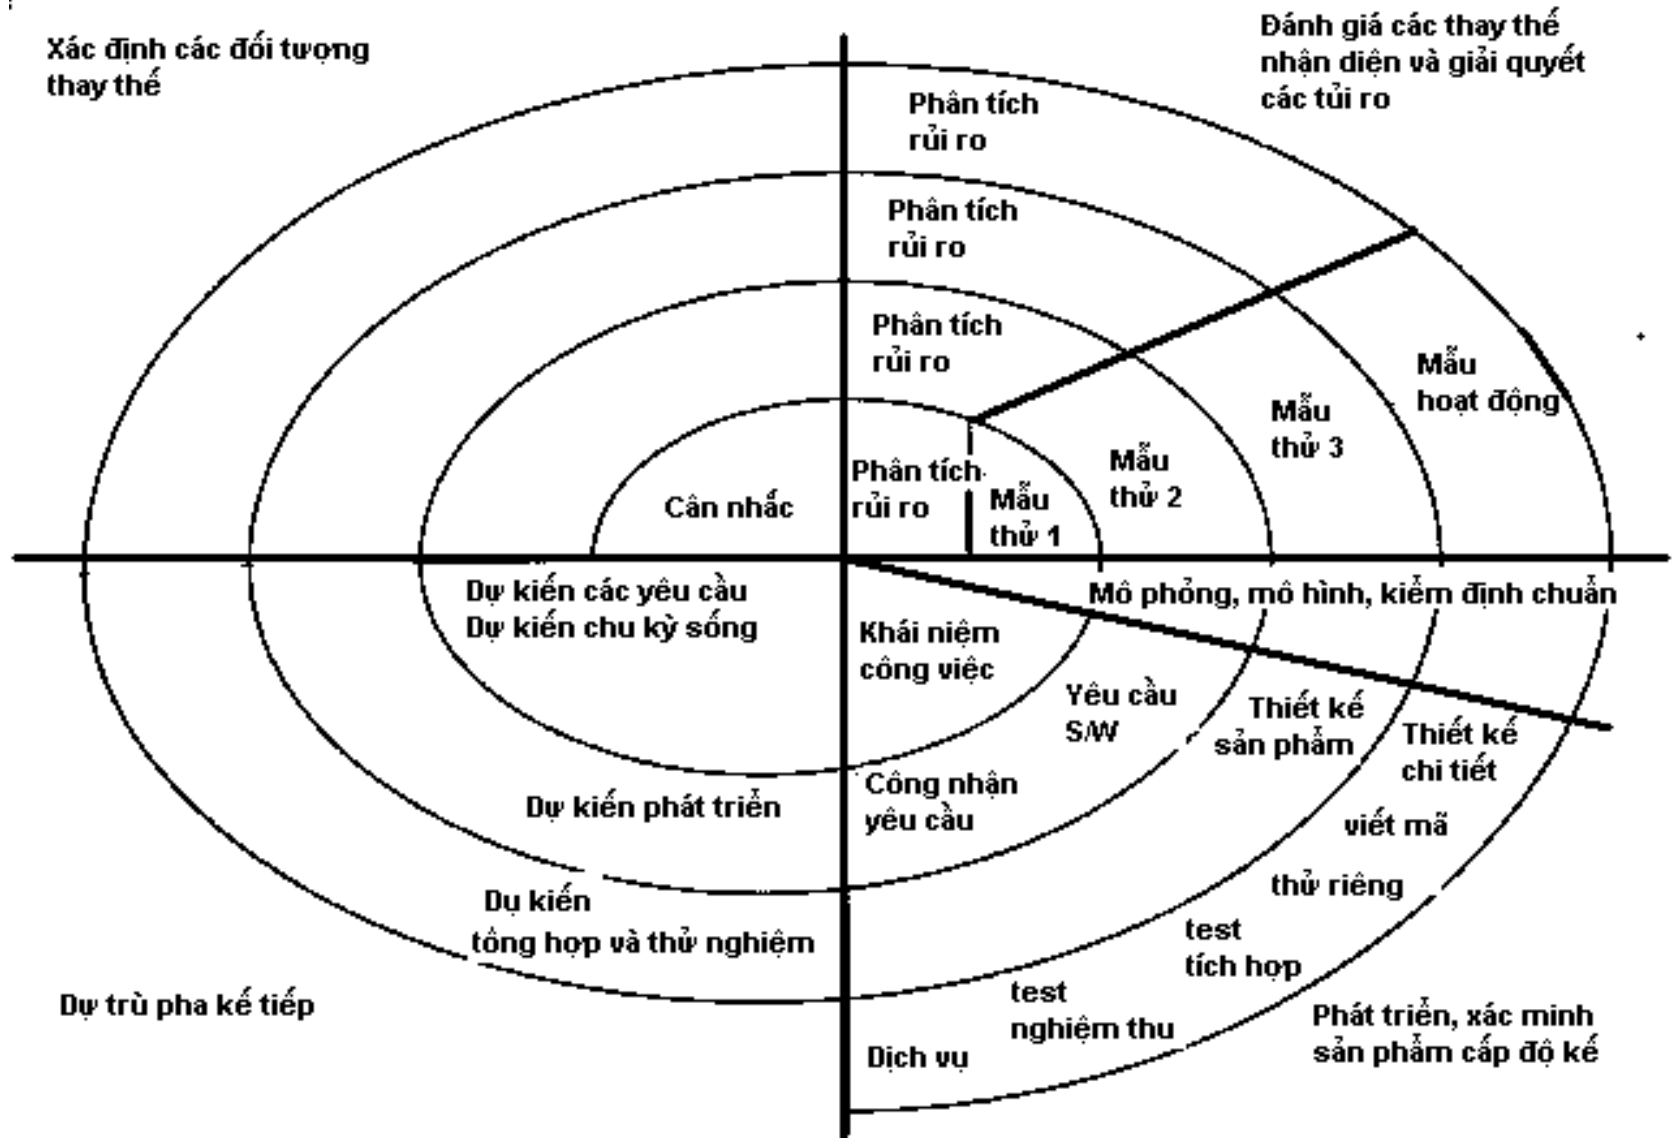 Xác định các đối tượng
thay thế
Đánh giá các thay thế
nhận diện và giải quyết
các tủi ro
Phân tích
rủi ro
Phân tích
rủi ro
Phân tích
rủi ro
Phân tích
rủi ro
Cân nhắc
Mẫu
thử 1
Mẫu
thử 2
Mẫu
thử 3
Mẫu
hoạt động
Dự kiến các yêu cầu
Dự kiến chu kỳ sống
Mô phỏng, mô hình, kiểm định chuẩn
Khái niệm
công việc
Yêu cầu
S/W
Thiết kế
sản phẩm
Thiết kế
chi tiết
Dự kiến phát triển
Công nhận
yêu cầu
viết mã
thử riêng
Dụ kiến
tổng hợp và thử nghiệm
test
tích hợp
test
nghiệm thu
Dịch vụ
Dự trù pha kế tiếp
Phát triển, xác minh
sản phẩm cấp độ kế